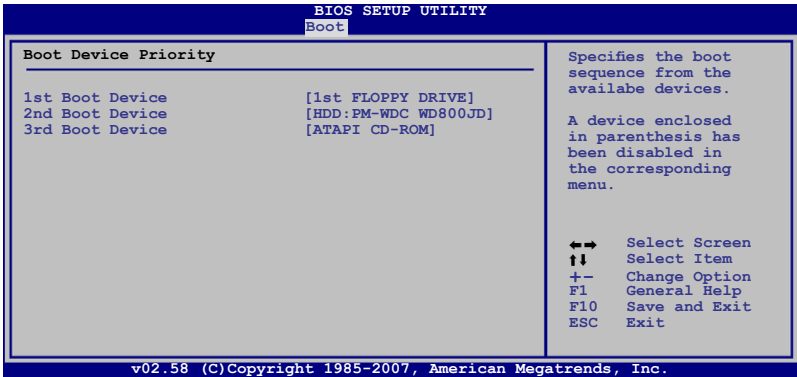 BIOS SETUP UTILITY
Boot
Boot Device Priority
1st Boot Device [1st FLOPPY DRIVE]
2nd Boot Device [HDD:PM-WDC WD800JD]
3rd Boot Device [ATAPI CD-ROM]
Specifies the boot
sequence from the
availabe devices.
A device enclosed
in parenthesis has
been disabled in
the corresponding
menu.
←→ Select Screen
↑↓ Select Item
+- Change Option
F1 General Help
F10 Save and Exit
ESC Exit
v02.58 (C)Copyright 1985-2007, American Megatrends, Inc.